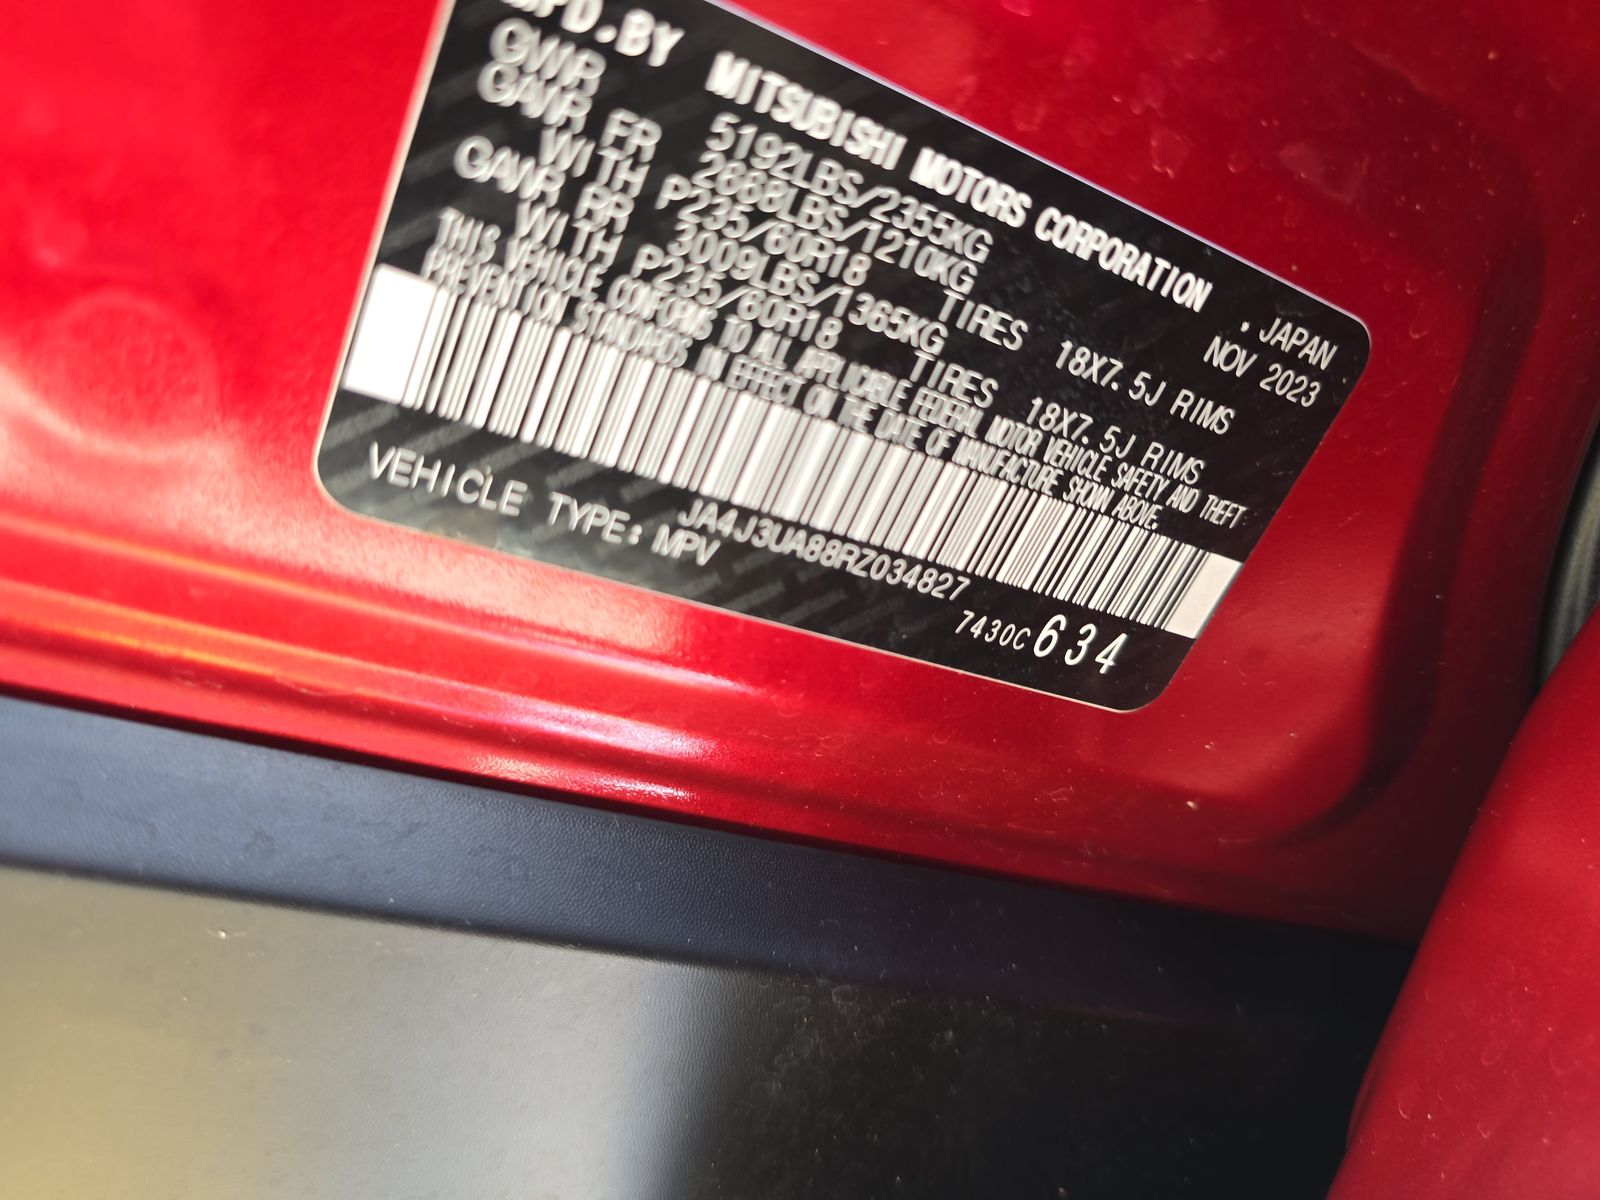 MFD.BY MITSUBISHI MOTORS CORPORATION , JAPAN
GVWR 5192LBS/2355KG NOV 2023
GAWR FR 2668LBS/1210KG
WITH P235/60R18 TIRES 18X7.5J RIMS
GAWR RR 3009LBS/1365KG
WITH P235/60R18 TIRES 18X7.5J RIMS
THIS VEHICLE CONFORMS TO ALL APPLICABLE FEDERAL MOTOR VEHICLE SAFETY AND THEFT
PREVENTION STANDARDS IN EFFECT ON THE DATE OF MANUFACTURE SHOWN ABOVE.
JA4J3UA88RZ034827
VEHICLE TYPE: MPV
7430C 634